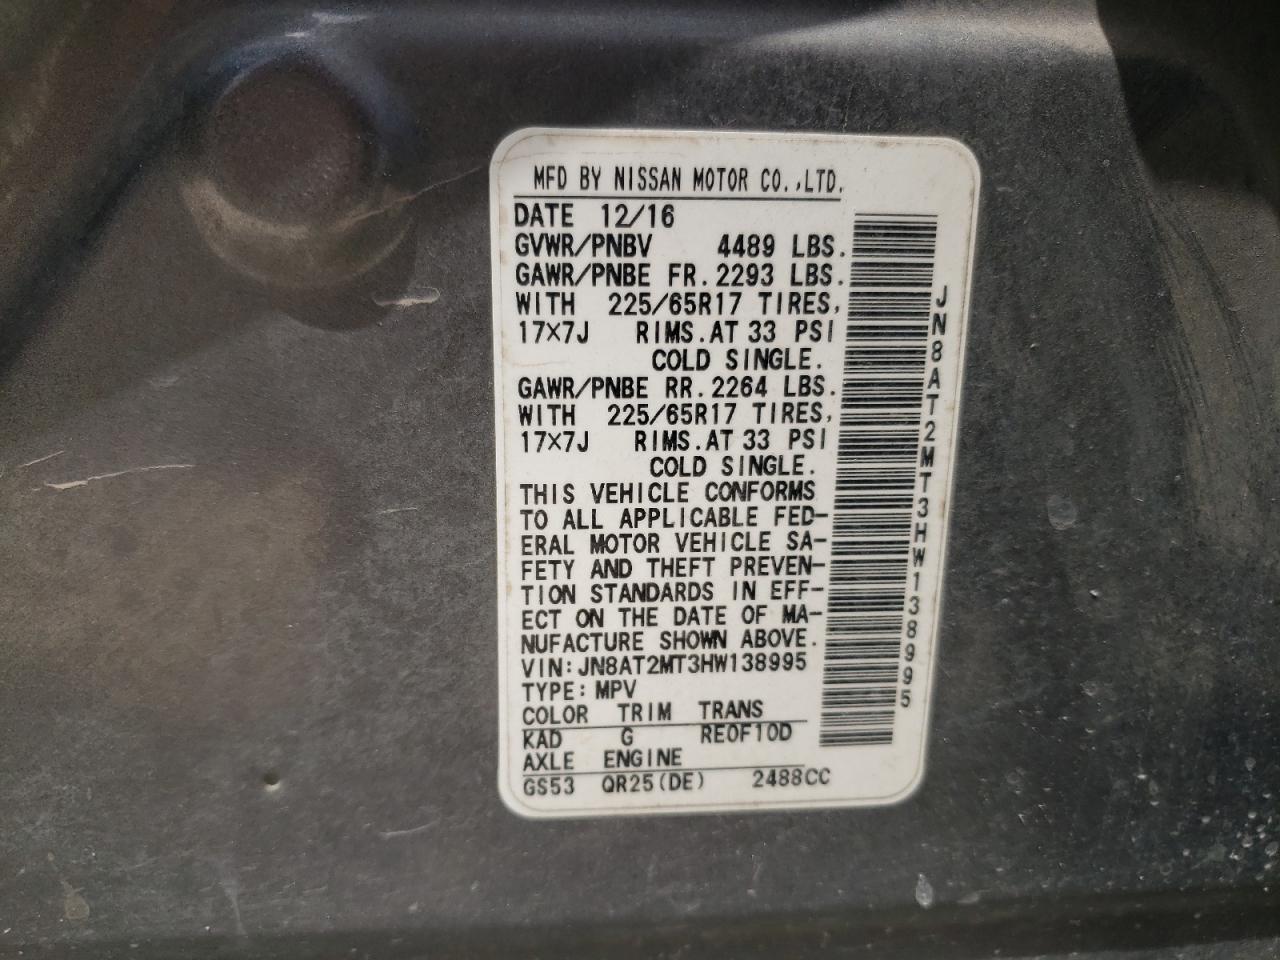 MFD BY NISSAN MOTOR CO.,LTD.
DATE 12/16
GVWR/PNBV 4489 LBS.
GAWR/PNBE FR.2293 LBS.
WITH 225/65R17 TIRES,
17×7J RIMS.AT 33 PSI
COLD SINGLE.
GAWR/PNBE RR.2264 LBS.
WITH 225/65R17 TIRES,
17×7J RIMS.AT 33 PSI
COLD SINGLE.
THIS VEHICLE CONFORMS
TO ALL APPLICABLE FED-
ERAL MOTOR VEHICLE SA-
FETY AND THEFT PREVEN-
TION STANDARDS IN EFF-
ECT ON THE DATE OF MA-
NUFACTURE SHOWN ABOVE.
VIN:JN8AT2MT3HW138995
TYPE:MPV
COLOR TRIM TRANS
KAD G RE0F10D
AXLE ENGINE
GS53 QR25(DE) 2488CC
JN8AT2MT3HW138995